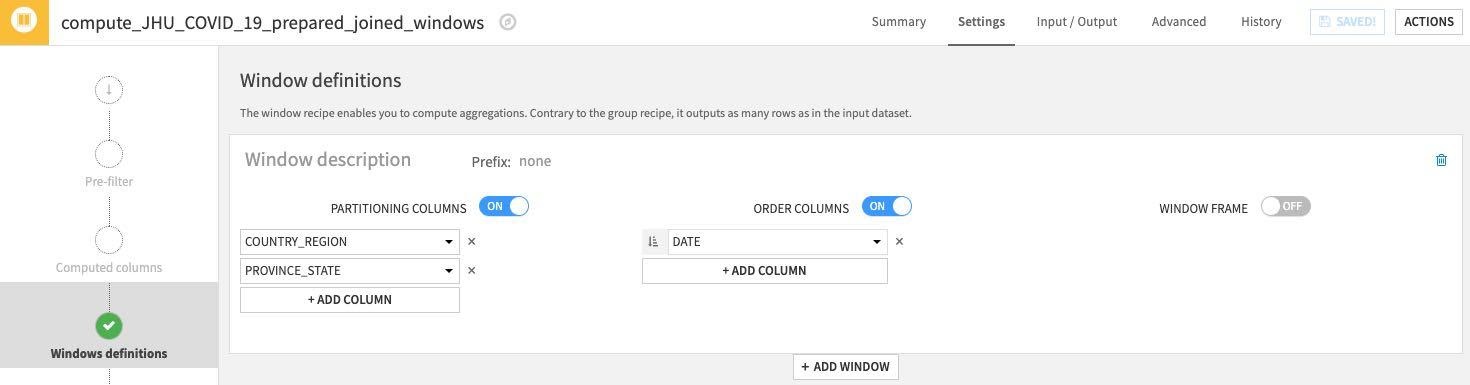 compute_JHU_COVID_19_prepared_joined_windows
Summary Settings Input / Output Advanced History SAVED! ACTIONS
Pre-filter
Computed columns
Windows definitions
Window definitions
The window recipe enables you to compute aggregations. Contrary to the group recipe, it outputs as many rows as in the input dataset.
Window description Prefix: none
PARTITIONING COLUMNS ON
COUNTRY_REGION
PROVINCE_STATE
+ ADD COLUMN
ORDER COLUMNS ON
DATE
+ ADD COLUMN
WINDOW FRAME OFF
+ ADD WINDOW